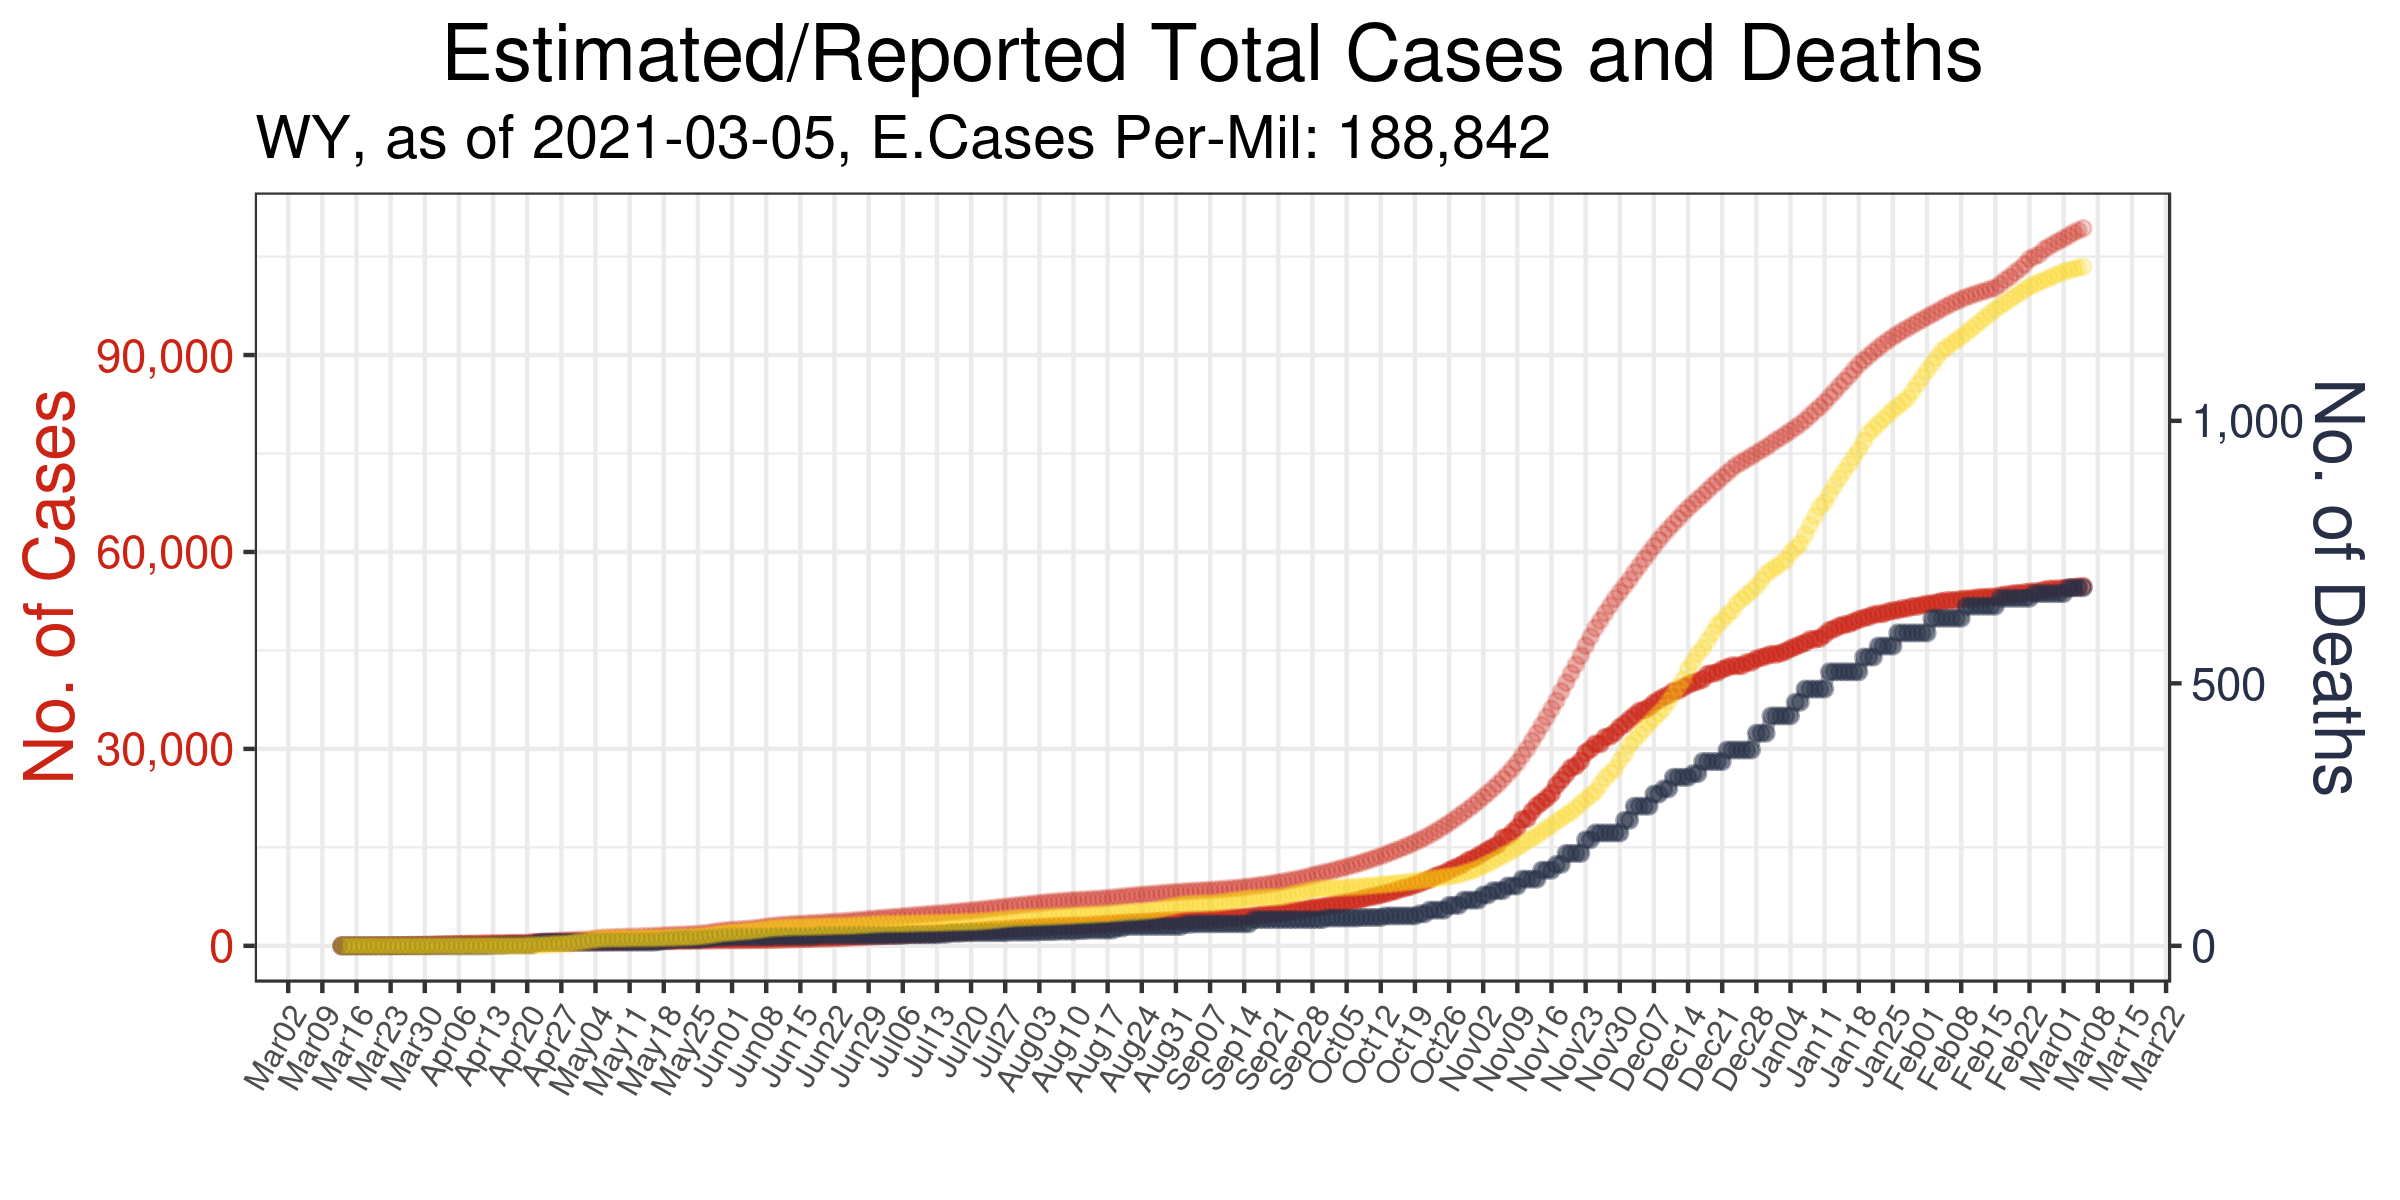 Estimated/Reported Total Cases and Deaths
WY, as of 2021-03-05, E.Cases Per-Mil: 188,842
No. of Cases
90,000
60,000
30,000
0
1,000
500
0
No. of Deaths
Mar02
Mar09
Mar16
Mar23
Mar30
Apr06
Apr13
Apr20
Apr27
May04
May11
May18
May25
Jun01
Jun08
Jun15
Jun22
Jun29
Jul06
Jul13
Jul20
Jul27
Aug03
Aug10
Aug17
Aug24
Aug31
Sep07
Sep14
Sep21
Sep28
Oct05
Oct12
Oct19
Oct26
Nov02
Nov09
Nov16
Nov23
Nov30
Dec07
Dec14
Dec21
Dec28
Jan04
Jan11
Jan18
Jan25
Feb01
Feb08
Feb15
Feb22
Mar01
Mar08
Mar15
Mar22